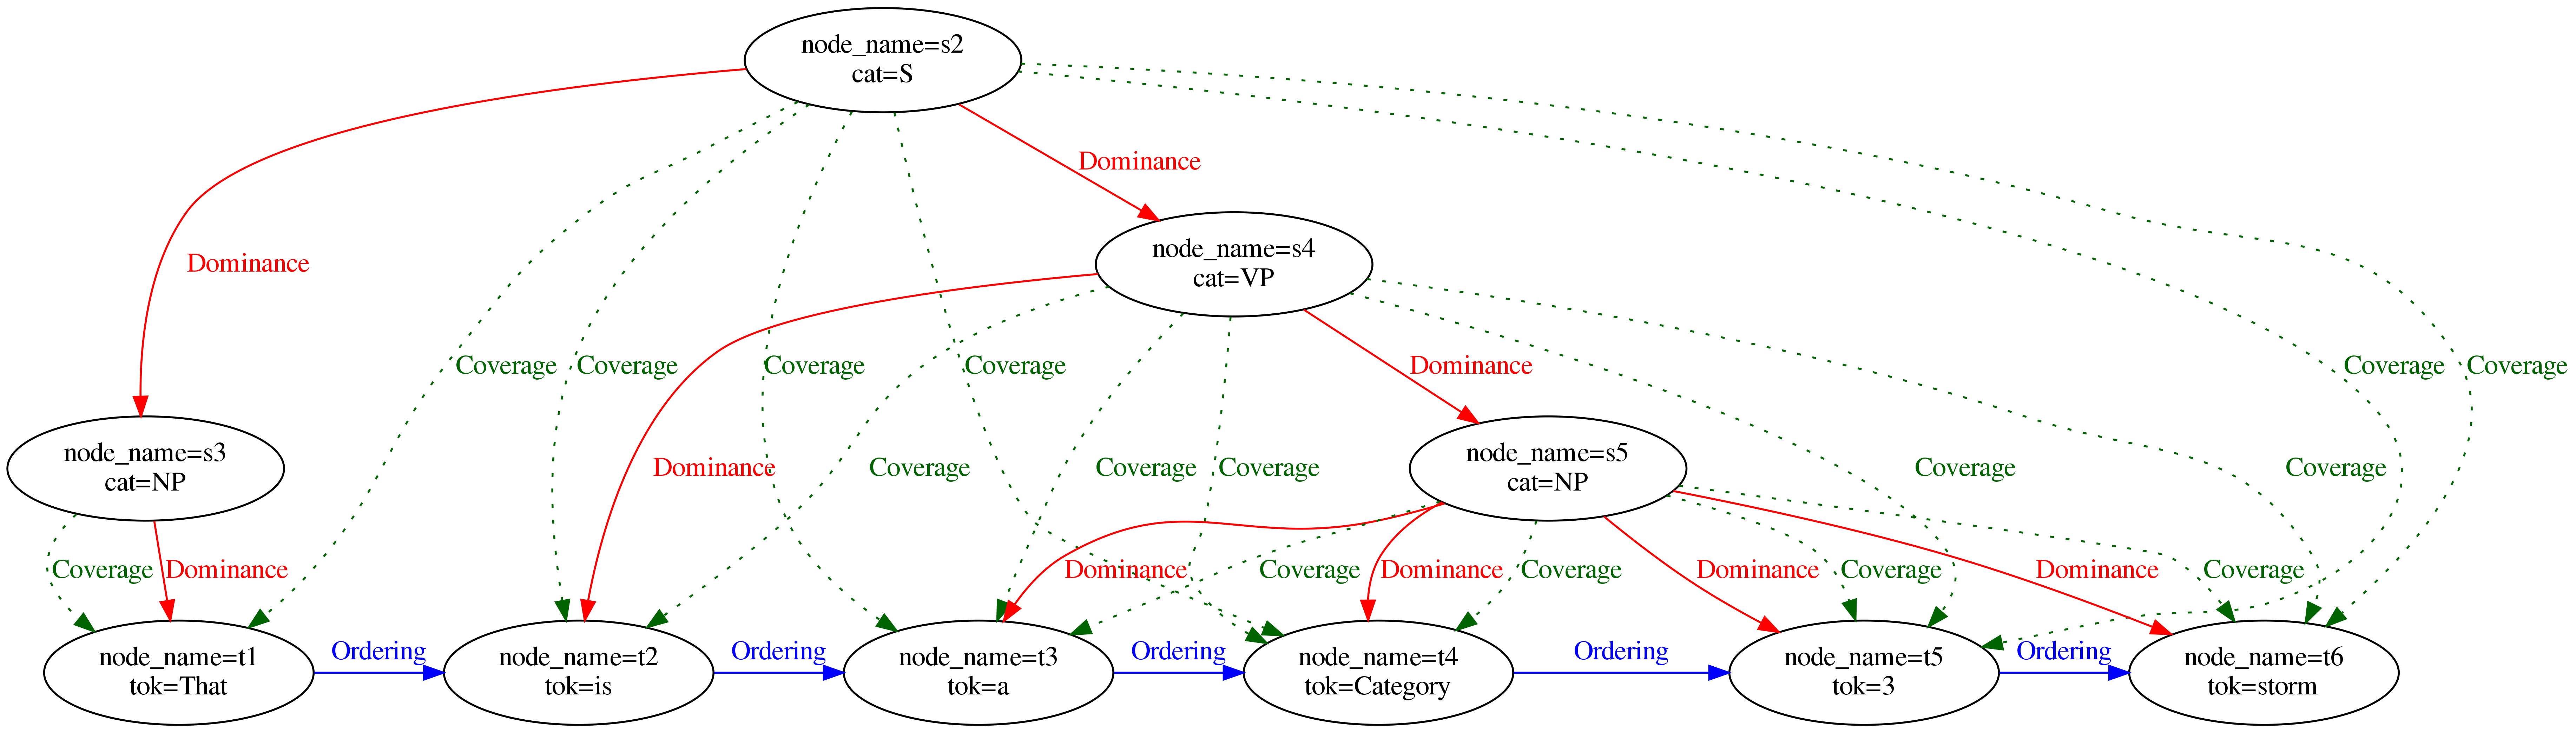 node_name=s2
cat=S
Dominance
node_name=s4
cat=VP
Dominance
Coverage
Coverage
Coverage
Coverage
Dominance
Coverage
Coverage
node_name=s3
cat=NP
Dominance
Coverage
Coverage
Coverage
node_name=s5
cat=NP
Coverage
Coverage
Coverage
Dominance
Dominance
Coverage
Dominance
Coverage
Dominance
Coverage
Dominance
Coverage
node_name=t1
tok=That
Ordering
node_name=t2
tok=is
Ordering
node_name=t3
tok=a
Ordering
node_name=t4
tok=Category
Ordering
node_name=t5
tok=3
Ordering
node_name=t6
tok=storm